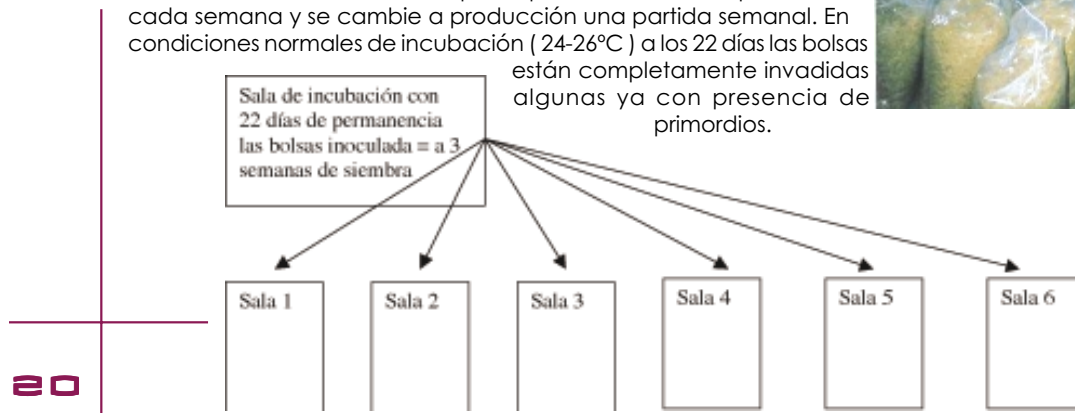 cada semana y se cambie a producción una partida semanal. En
condiciones normales de incubación ( 24-26ºC ) a los 22 días las bolsas
están completamente invadidas
algunas ya con presencia de
primordios.
Sala de incubación con
22 días de permanencia
las bolsas inoculada = a 3
semanas de siembra
Sala 1
Sala 2
Sala 3
Sala 4
Sala 5
Sala 6
20